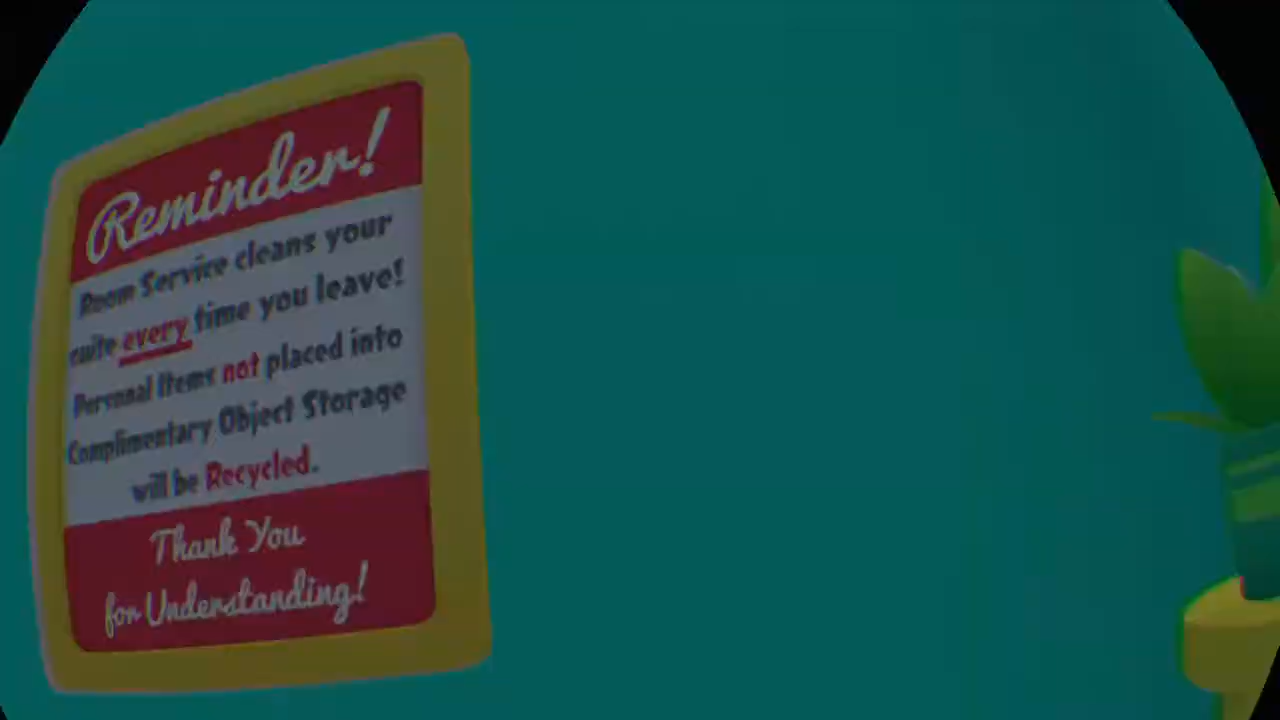 Reminder!
Room Service cleans your
suite every time you leave!
Personal Items not placed into
Complimentary Object Storage
will be Recycled.
Thank You
for Understanding!